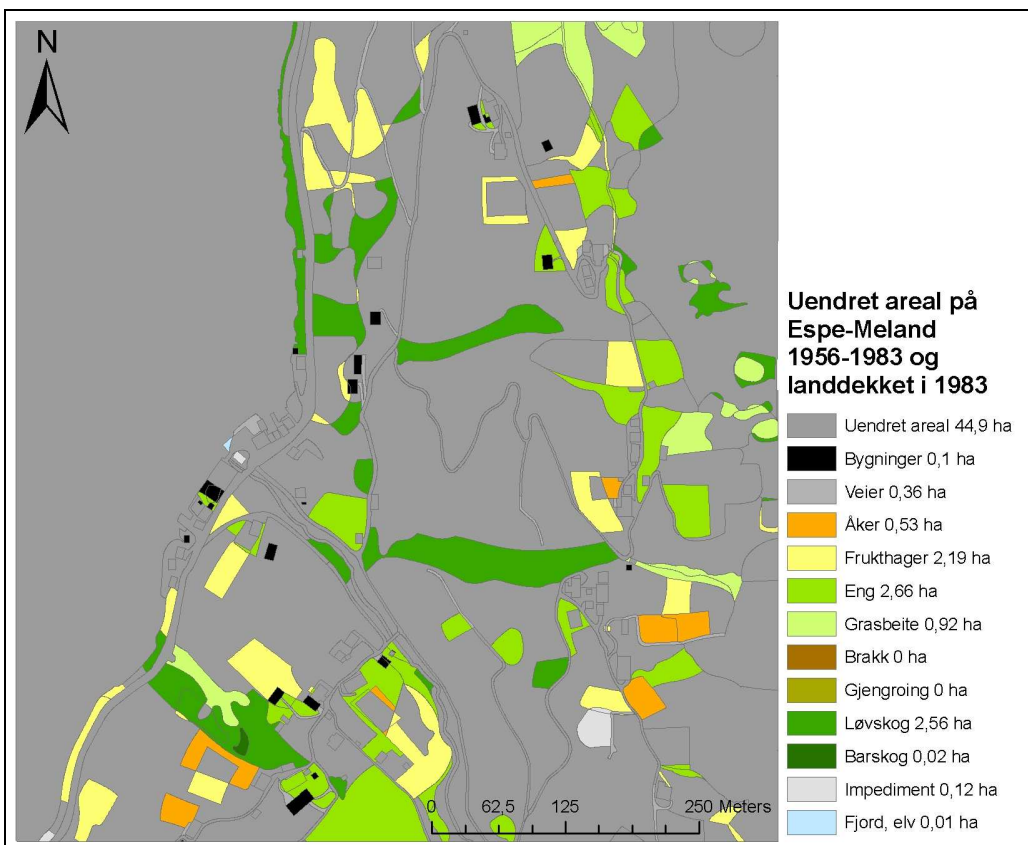 N
Uendret areal på
Espe-Meland
1956-1983 og
landdekket i 1983
Uendret areal 44,9 ha
Bygninger 0,1 ha
Veier 0,36 ha
Åker 0,53 ha
Frukthager 2,19 ha
Eng 2,66 ha
Grasbeite 0,92 ha
Brakk 0 ha
Gjengroing 0 ha
Løvskog 2,56 ha
Barskog 0,02 ha
Impediment 0,12 ha
Fjord, elv 0,01 ha
0 62,5 125 250 Meters